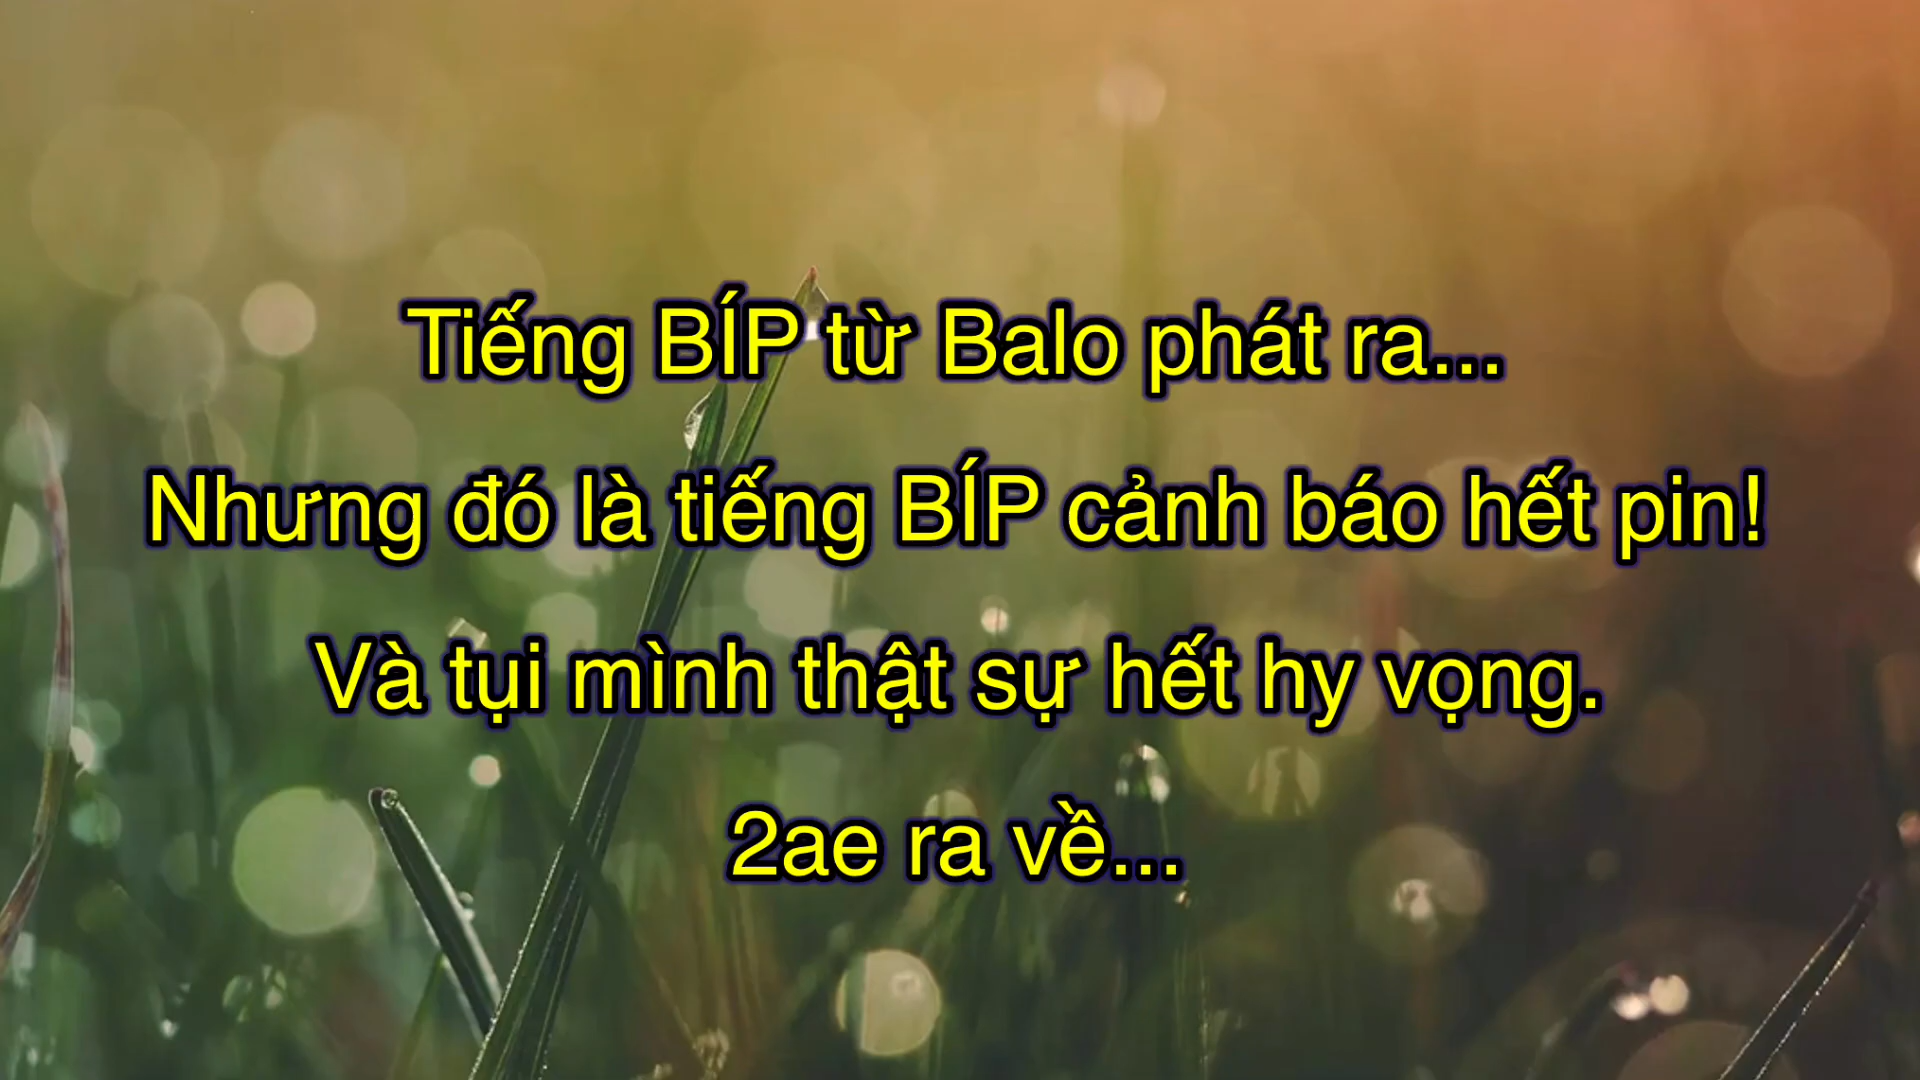 Tiếng BÍP từ Balo phát ra...
Nhưng đó là tiếng BÍP cảnh báo hết pin!
Và tụi mình thật sự hết hy vọng.
2ae ra về...